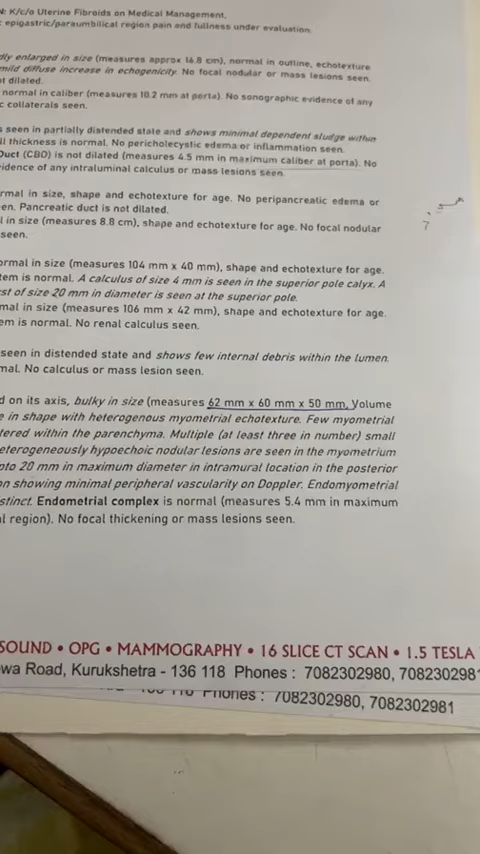 N: K/c/o Uterine Fibroids on Medical Management.
epigastric/paraumbilical region pain and fullness under evaluation.
dly enlarged in size (measures approx 16.8 cm), normal in outline, echotexture
mild diffuse increase in echogenicity. No focal nodular or mass lesions seen.
ot dilated.
normal in caliber (measures 10.2 mm at porta). No sonographic evidence of any
c collaterals seen.
s seen in partially distended state and shows minimal dependent sludge within
ll thickness is normal. No pericholecystic edema or inflammation seen.
Duct (CBD) is not dilated (measures 4.5 mm in maximum caliber at porta). No
vidence of any intraluminal calculus or mass lesions seen.
rmal in size, shape and echotexture for age. No peripancreatic edema or
en. Pancreatic duct is not dilated.
l in size (measures 8.8 cm), shape and echotexture for age. No focal nodular
seen.
ormal in size (measures 104 mm x 40 mm), shape and echotexture for age.
tem is normal. A calculus of size 4 mm is seen in the superior pole calyx. A
st of size 20 mm in diameter is seen at the superior pole.
mal in size (measures 106 mm x 42 mm), shape and echotexture for age.
em is normal. No renal calculus seen.
seen in distended state and shows few internal debris within the lumen.
mal. No calculus or mass lesion seen.
d on its axis, bulky in size (measures 62 mm x 60 mm x 50 mm, Volume
e in shape with heterogenous myometrial echotexture. Few myometrial
tered within the parenchyma. Multiple (at least three in number) small
eterogeneously hypoechoic nodular lesions are seen in the myometrium
pto 20 mm in maximum diameter in intramural location in the posterior
on showing minimal peripheral vascularity on Doppler. Endomyometrial
stinct. Endometrial complex is normal (measures 5.4 mm in maximum
al region). No focal thickening or mass lesions seen.
SOUND • OPG • MAMMOGRAPHY • 16 SLICE CT SCAN • 1.5 TESLA
wa Road, Kurukshetra - 136 118 Phones : 7082302980, 708230298
Phones : 7082302980, 7082302981